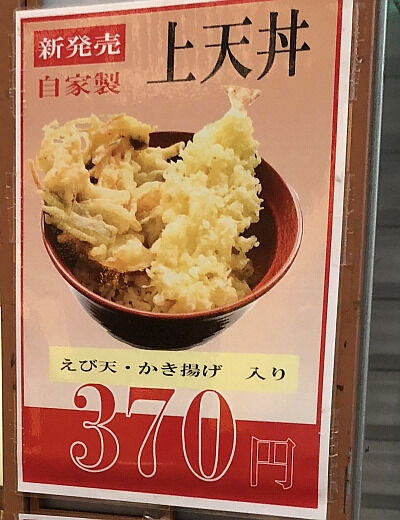 新発売
自家製
上天丼
えび天・かき揚げ 入り
370円